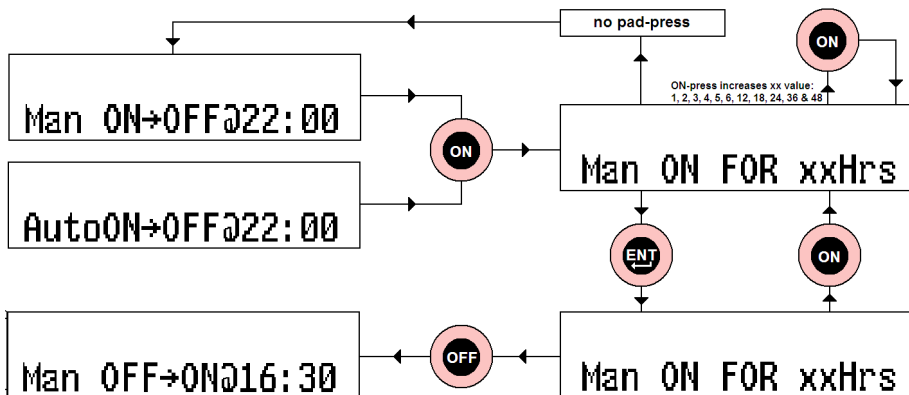 no pad-press
ON
ON-press increases xx value:
1, 2, 3, 4, 5, 6, 12, 18, 24, 36 & 48
Man ON→OFF@22:00
ON
Man ON FOR xxHrs
AutoON→OFF@22:00
ENT
ON
Man OFF→ON@16:30
OFF
Man ON FOR xxHrs